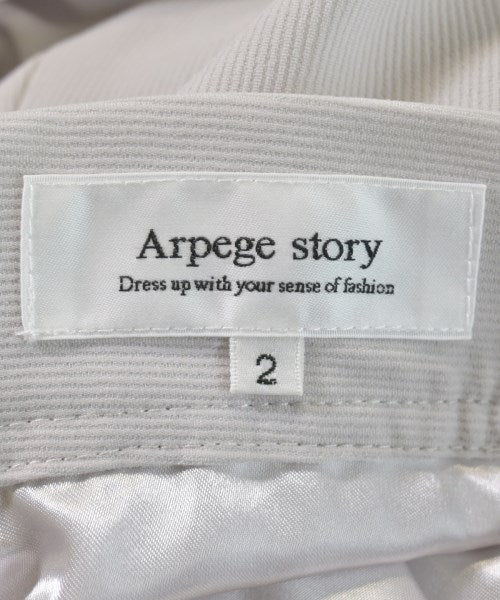 Arpege story
Dress up with your sense of fashion
2